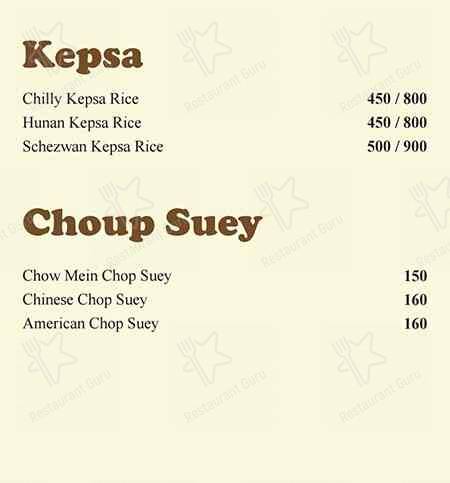 Kepsa
Chilly Kepsa Rice 450 / 800
Hunan Kepsa Rice 450 / 800
Schezwan Kepsa Rice 500 / 900
Choup Suey
Chow Mein Chop Suey 150
Chinese Chop Suey 160
American Chop Suey 160
Restaurant Guru